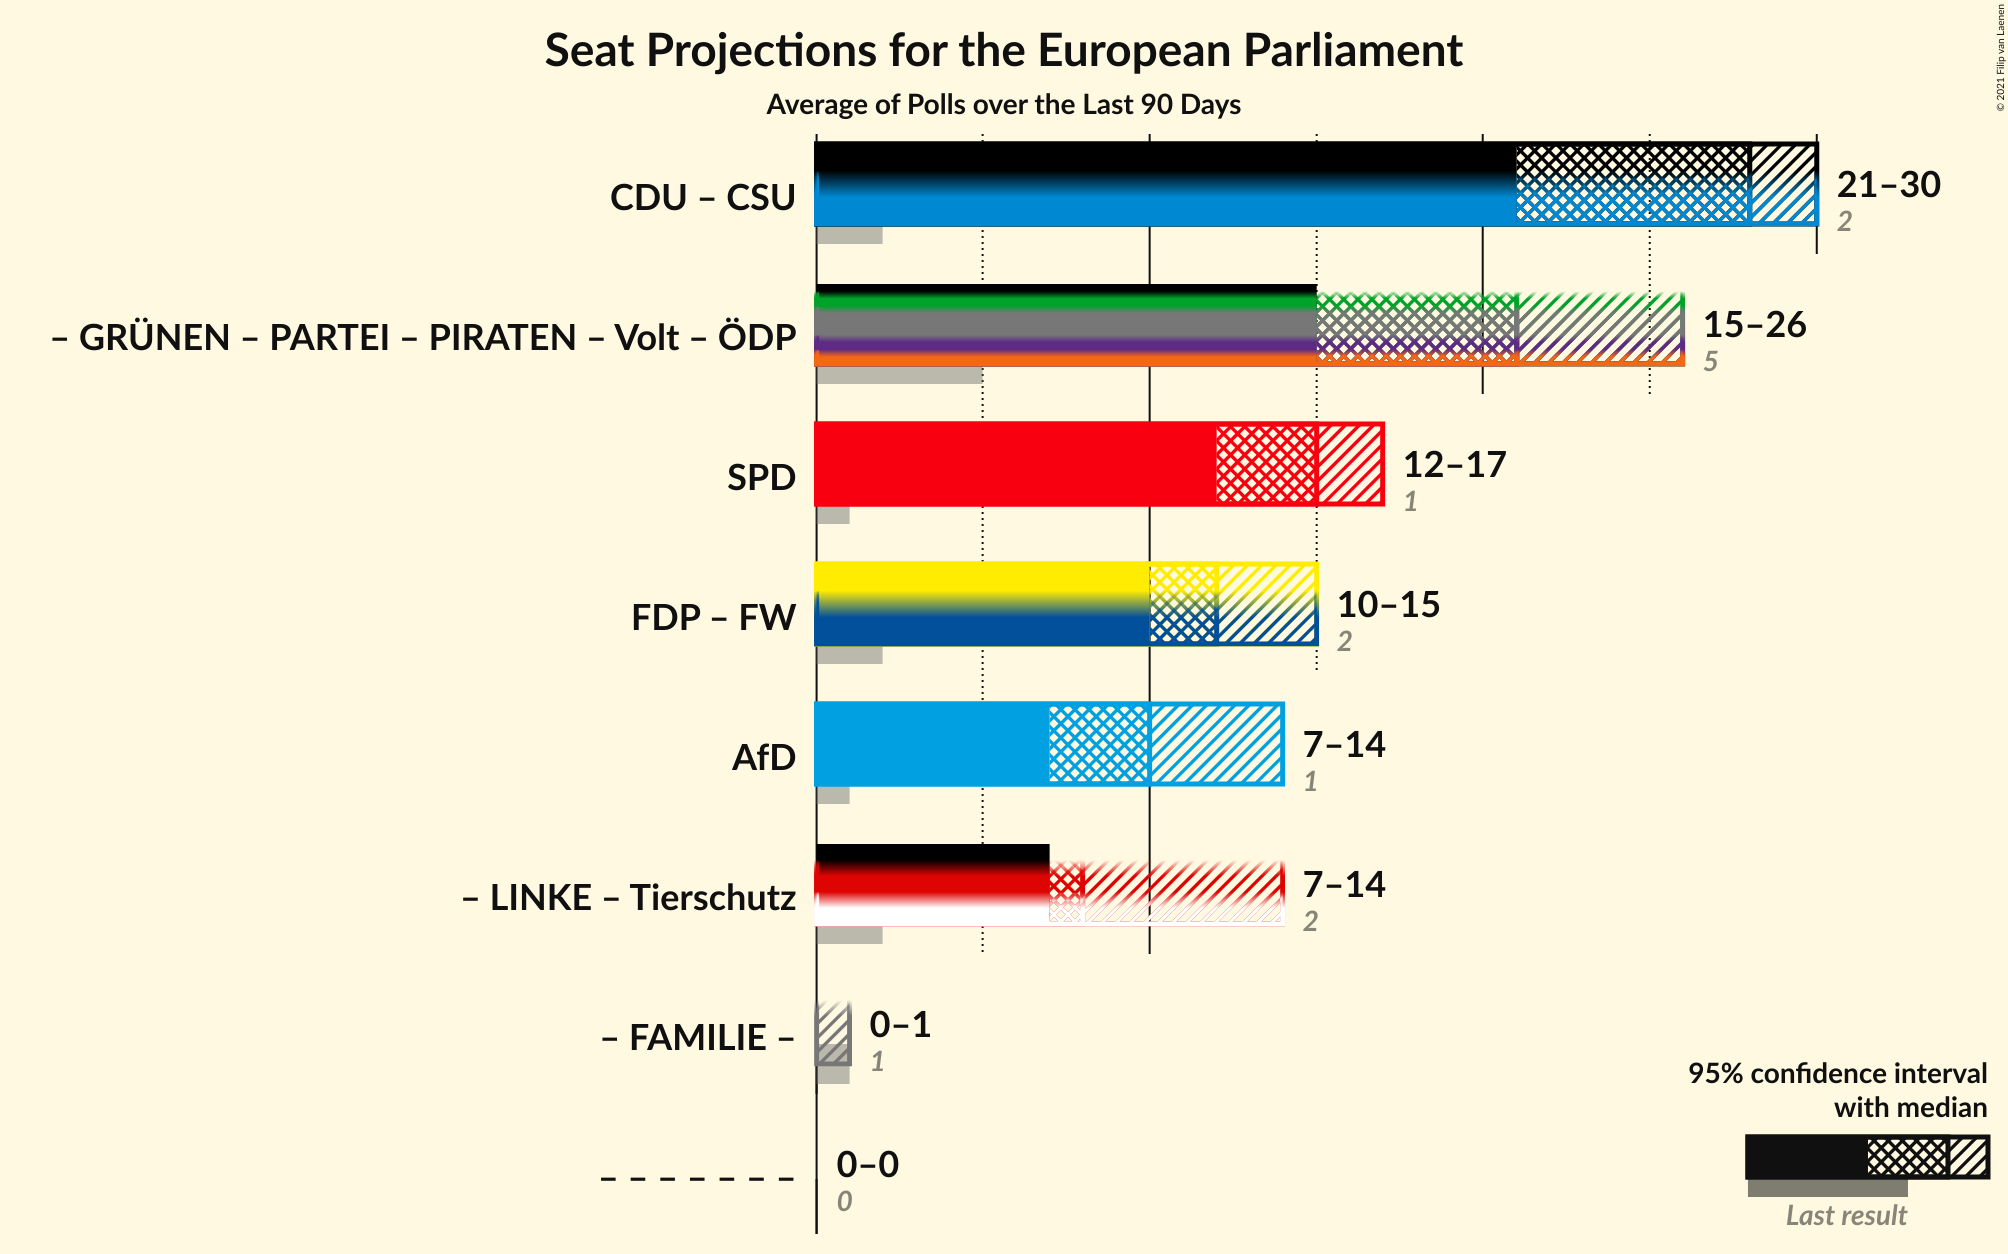 Seat Projections for the European Parliament
Average of Polls over the Last 90 Days
© 2021 Filip van Laenen
CDU – CSU
21–30
2
– GRÜNEN – PARTEI – PIRATEN – Volt – ÖDP
15–26
5
SPD
12–17
1
FDP – FW
10–15
2
AfD
7–14
1
– LINKE – Tierschutz
7–14
2
– FAMILIE –
0–1
1
– – – – – – –
0–0
0
95% confidence interval
with median
Last result